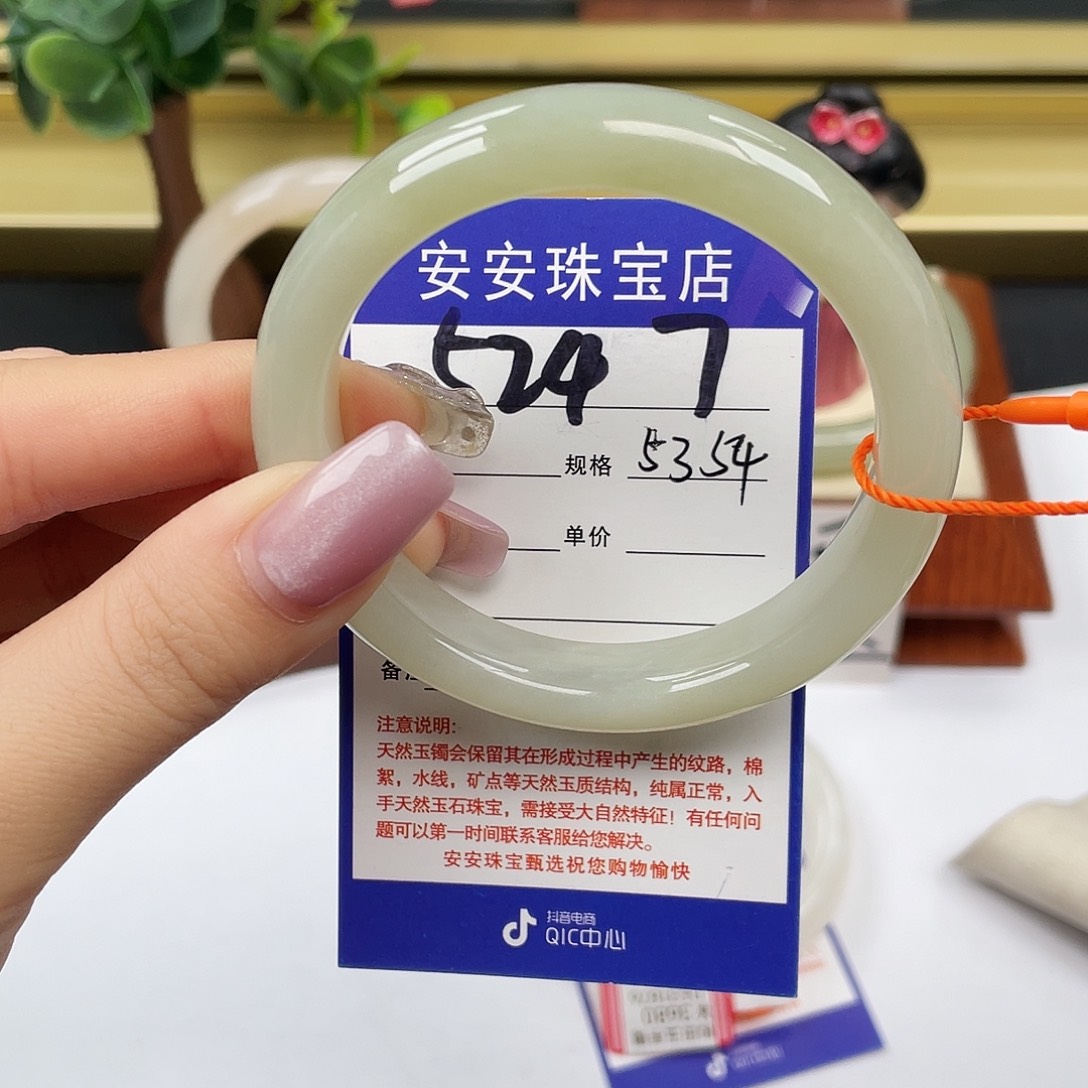 安安珠宝店
5247
规格 5354
单价
备注
注意说明:
天然玉镯会保留其在形成过程中产生的纹路，棉
絮，水线，矿点等天然玉质结构，纯属正常，入
手天然玉石珠宝，需接受大自然特征！有任何问
题可以第一时间联系客服给您解决。
安安珠宝甄选祝您购物愉快
抖音电商
QIC中心